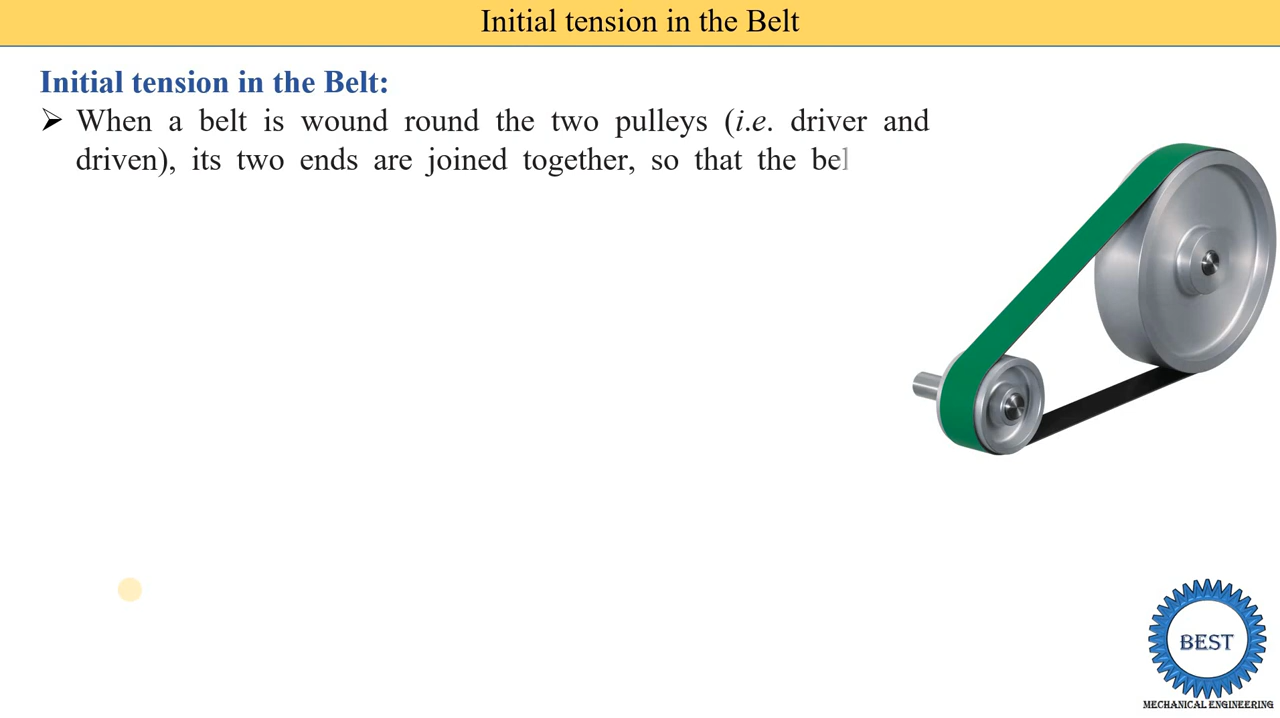 Initial tension in the Belt
Initial tension in the Belt:
When a belt is wound round the two pulleys (i.e. driver and
driven), its two ends are joined together, so that the bel
BEST
MECHANICAL ENGINEERING